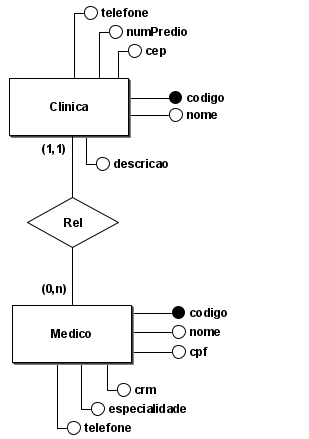 telefone
numPredio
cep
Clinica
codigo
nome
(1,1)
descricao
Rel
(0,n)
Medico
codigo
nome
cpf
crm
especialidade
telefone